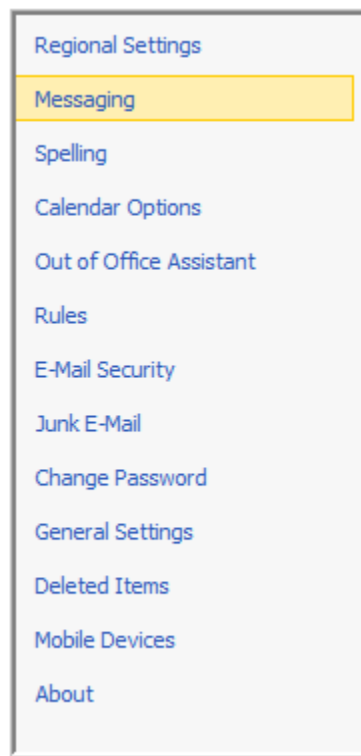 Regional Settings
Messaging
Spelling
Calendar Options
Out of Office Assistant
Rules
E-Mail Security
Junk E-Mail
Change Password
General Settings
Deleted Items
Mobile Devices
About